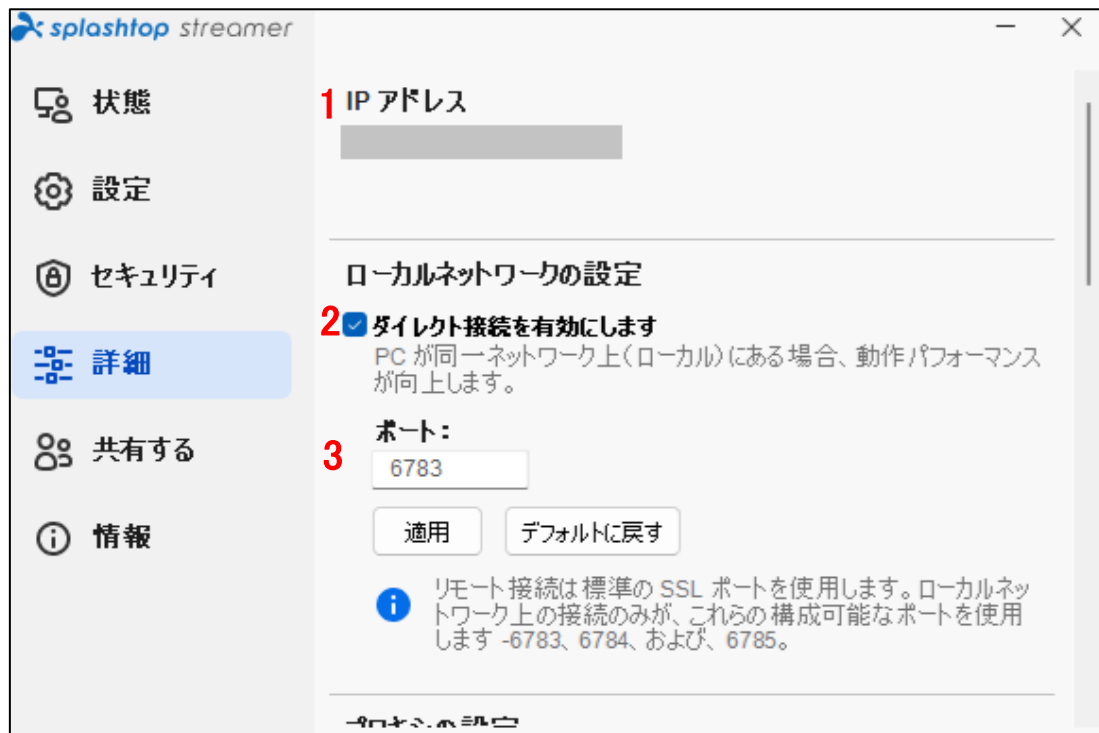 splashtop streamer
状態
設定
セキュリティ
詳細
共有する
情報
1 IP アドレス
ローカルネットワークの設定
2 ダイレクト接続を有効にします
PC が同一ネットワーク上(ローカル)にある場合、動作パフォーマンス
が向上します。
ポート:
3 6783
適用 デフォルトに戻す
リモート接続は標準の SSL ポートを使用します。ローカルネッ
トワーク上の接続のみが、これらの構成可能なポートを使用
します -6783、6784、および、6785。
プロキシの設定